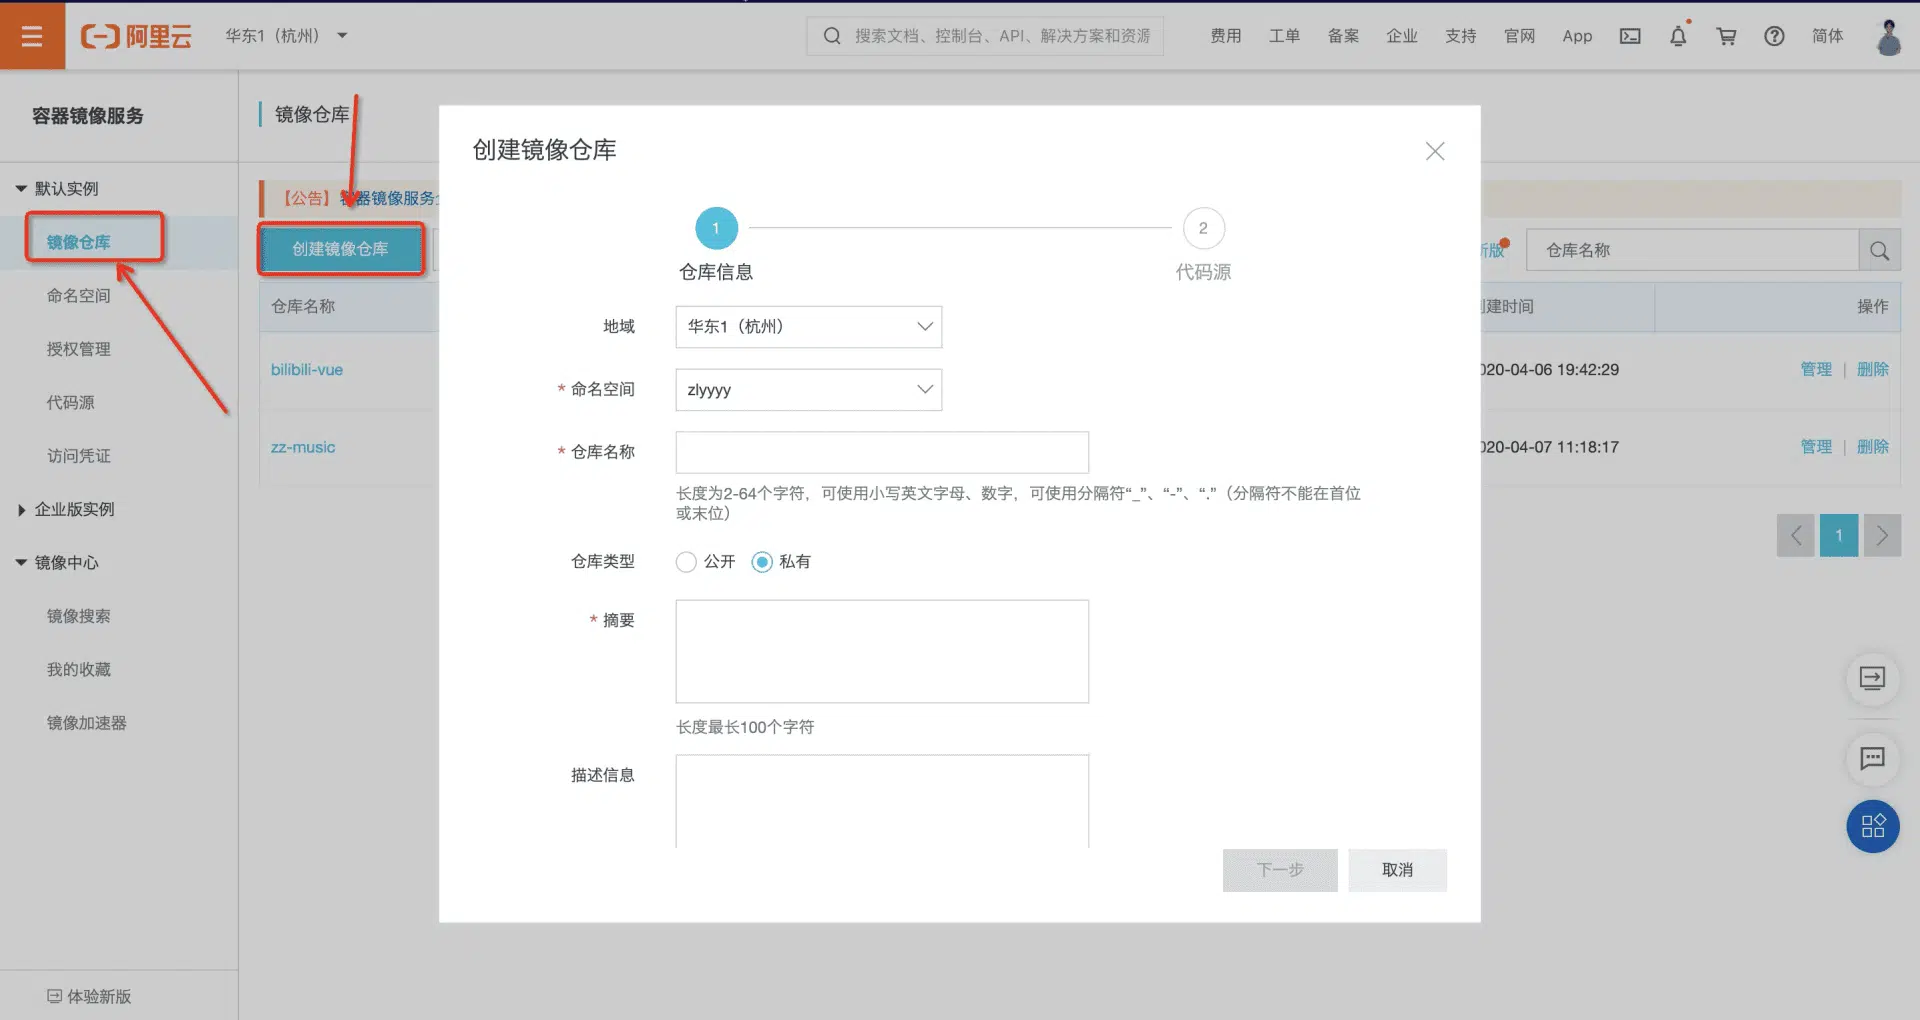 阿里云
华东1（杭州）
搜索文档、控制台、API、解决方案和资源
费用
工单
备案
企业
支持
官网
App
简体
容器镜像服务
默认实例
镜像仓库
命名空间
授权管理
代码源
访问凭证
企业版实例
镜像中心
镜像搜索
我的收藏
镜像加速器
体验新版
镜像仓库
【公告】容器镜像服务
创建镜像仓库
新版
仓库名称
仓库名称
创建时间
操作
bilibili-vue
020-04-06 19:42:29
管理 | 删除
zz-music
020-04-07 11:18:17
管理 | 删除
1
创建镜像仓库
1
2
仓库信息
代码源
地域
华东1（杭州）
* 命名空间
zlyyyy
* 仓库名称
长度为2-64个字符，可使用小写英文字母、数字，可使用分隔符“_”、“-”、“.”（分隔符不能在首位
或末位）
仓库类型
公开
私有
* 摘要
长度最长100个字符
描述信息
下一步
取消